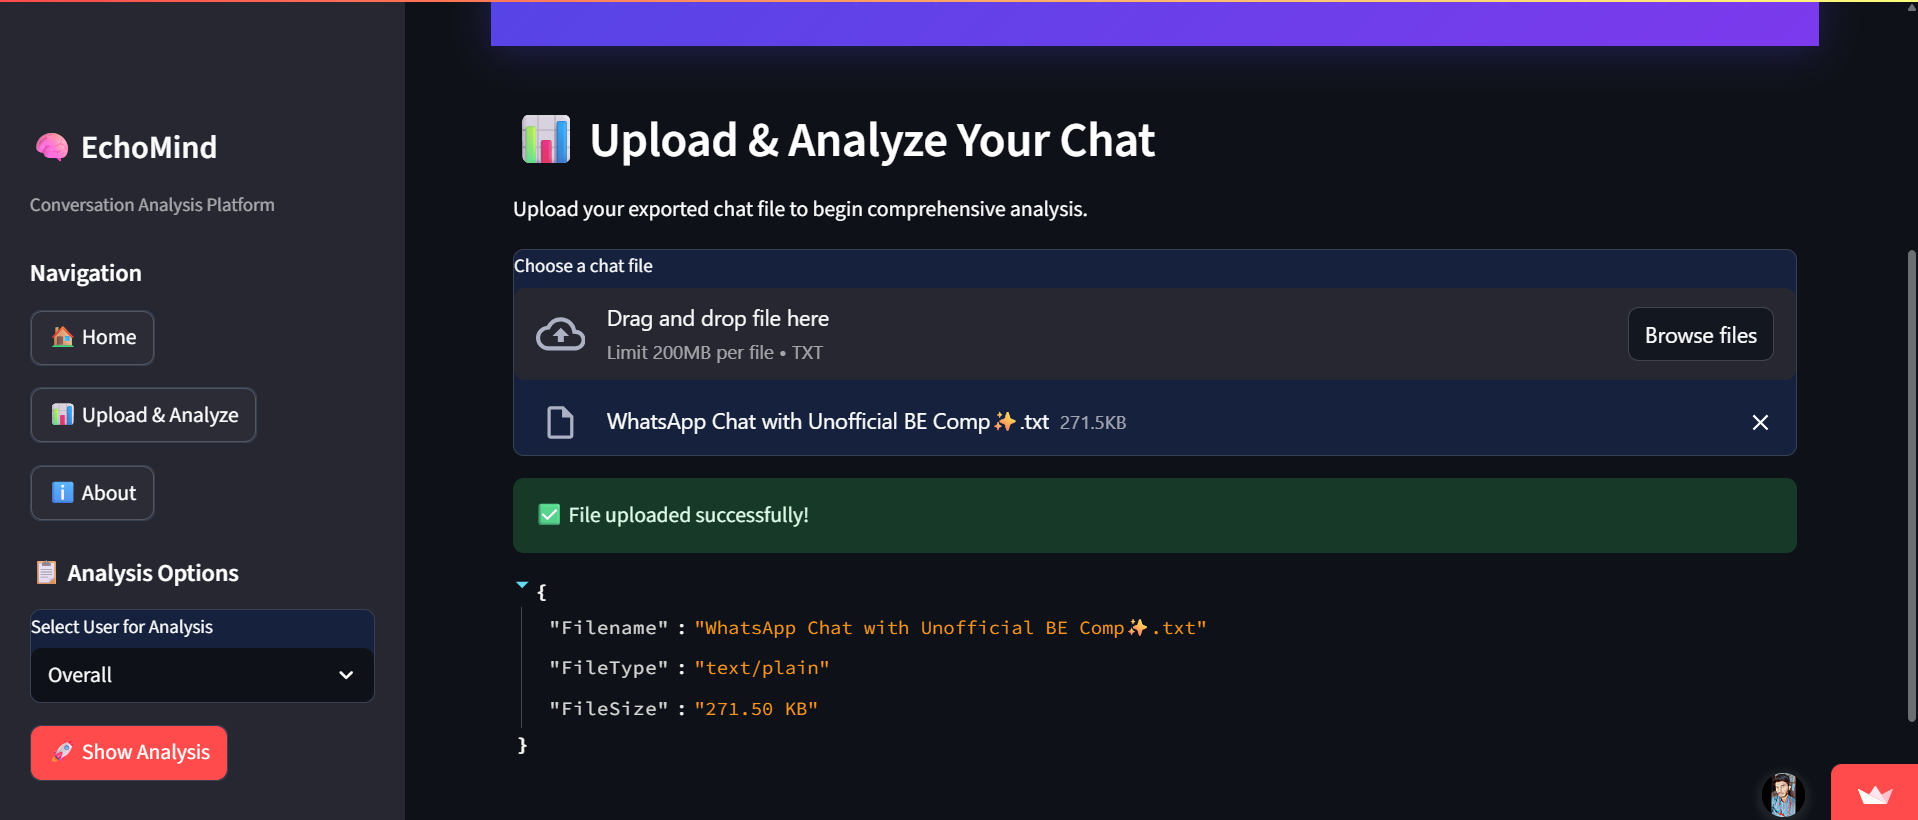 🧠 EchoMind
Conversation Analysis Platform
Navigation
🏠 Home
📊 Upload & Analyze
ℹ️ About
📋 Analysis Options
Select User for Analysis
Overall
🚀 Show Analysis
📊 Upload & Analyze Your Chat
Upload your exported chat file to begin comprehensive analysis.
Choose a chat file
Drag and drop file here
Limit 200MB per file • TXT
Browse files
WhatsApp Chat with Unofficial BE Comp✨.txt 271.5KB
✅ File uploaded successfully!
{
"Filename" : "WhatsApp Chat with Unofficial BE Comp✨.txt"
"FileType" : "text/plain"
"FileSize" : "271.50 KB"
}